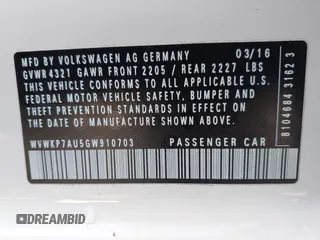 MFD BY VOLKSWAGEN AG GERMANY 03/16
GVWR 4321 GAWR FRONT 2205 / REAR 2227 LBS
THIS VEHICLE CONFORMS TO ALL APPLICABLE U.S.
FEDERAL MOTOR VEHICLE SAFETY, BUMPER, AND
THEFT PREVENTION STANDARDS IN EFFECT ON THE
DATE OF MANUFACTURE SHOWN ABOVE.
WVWKP7AU5GW910703 PASSENGER CAR
8104684 3162 3
DREAMBID